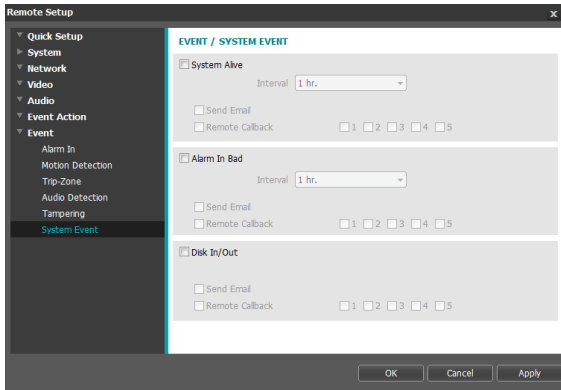 Remote Setup x
Quick Setup
System
Network
Video
Audio
Event Action
Event
Alarm In
Motion Detection
Trip-Zone
Audio Detection
Tampering
System Event
EVENT / SYSTEM EVENT
System Alive
Interval 1 hr.
Send Email
Remote Callback 1 2 3 4 5
Alarm In Bad
Interval 1 hr.
Send Email
Remote Callback 1 2 3 4 5
Disk In/Out
Send Email
Remote Callback 1 2 3 4 5
OK Cancel Apply